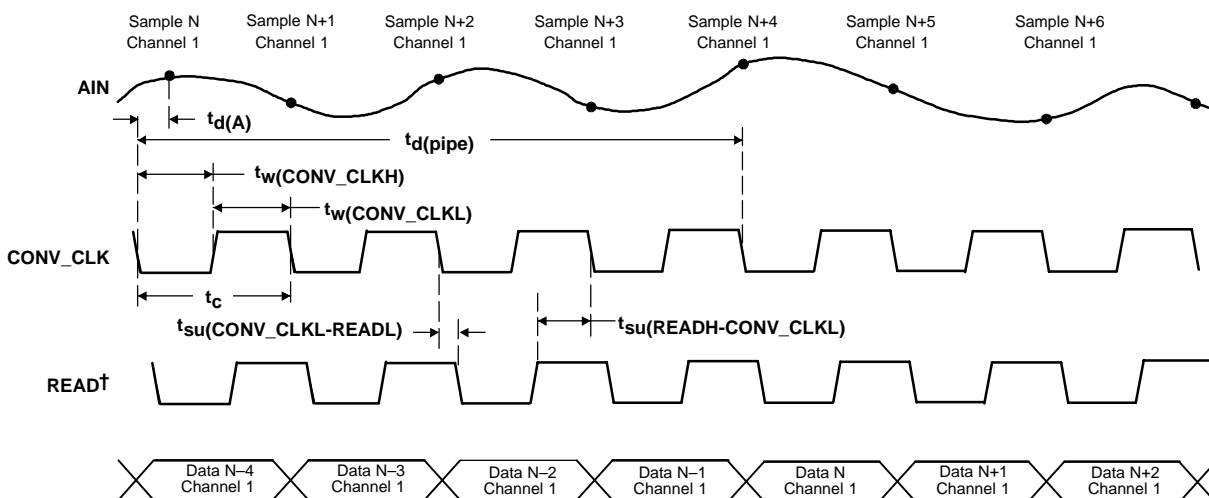 Sample N
Channel 1
Sample N+1
Channel 1
Sample N+2
Channel 1
Sample N+3
Channel 1
Sample N+4
Channel 1
Sample N+5
Channel 1
Sample N+6
Channel 1
AIN
td(A)
td(pipe)
tw(CONV_CLKH)
tw(CONV_CLKL)
CONV_CLK
tc
tsu(CONV_CLKL-READL)
tsu(READH-CONV_CLKL)
READ†
Data N–4
Channel 1
Data N–3
Channel 1
Data N–2
Channel 1
Data N–1
Channel 1
Data N
Channel 1
Data N+1
Channel 1
Data N+2
Channel 1